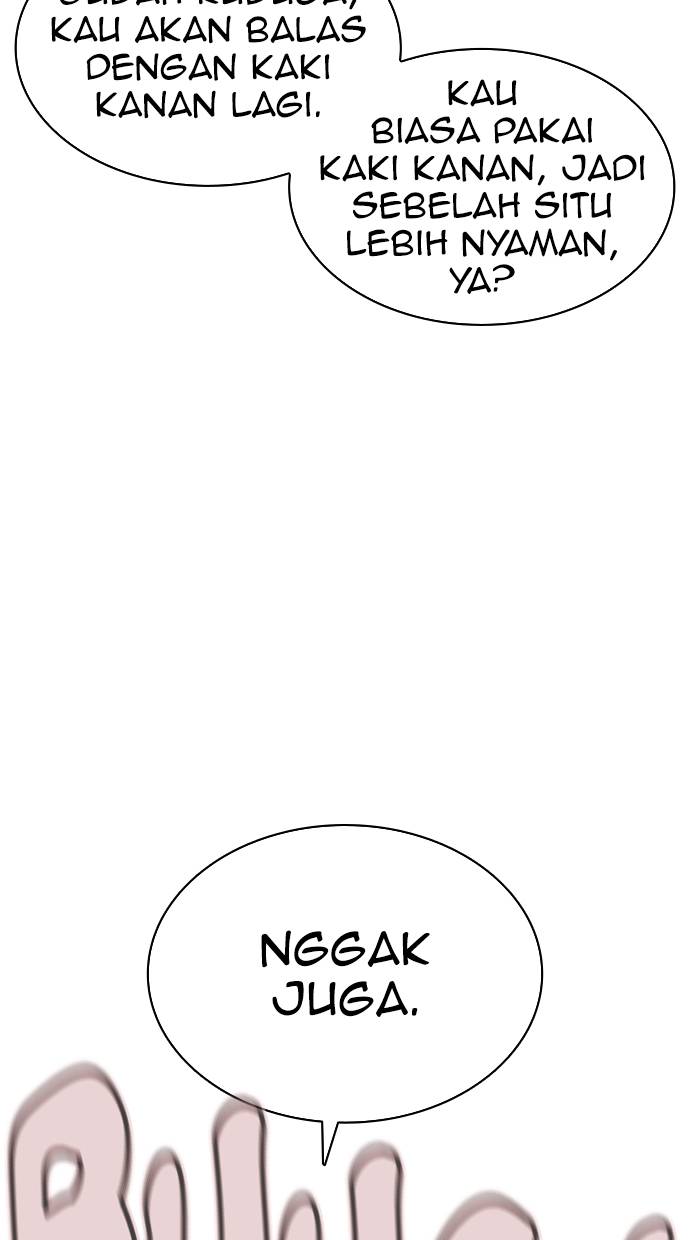 KAU AKAN BALAS
DENGAN KAKI
KANAN LAGI.
KAU
BIASA PAKAI
KAKI KANAN, JADI
SEBELAH SITU
LEBIH NYAMAN,
YA?
NGGAK
JUGA.